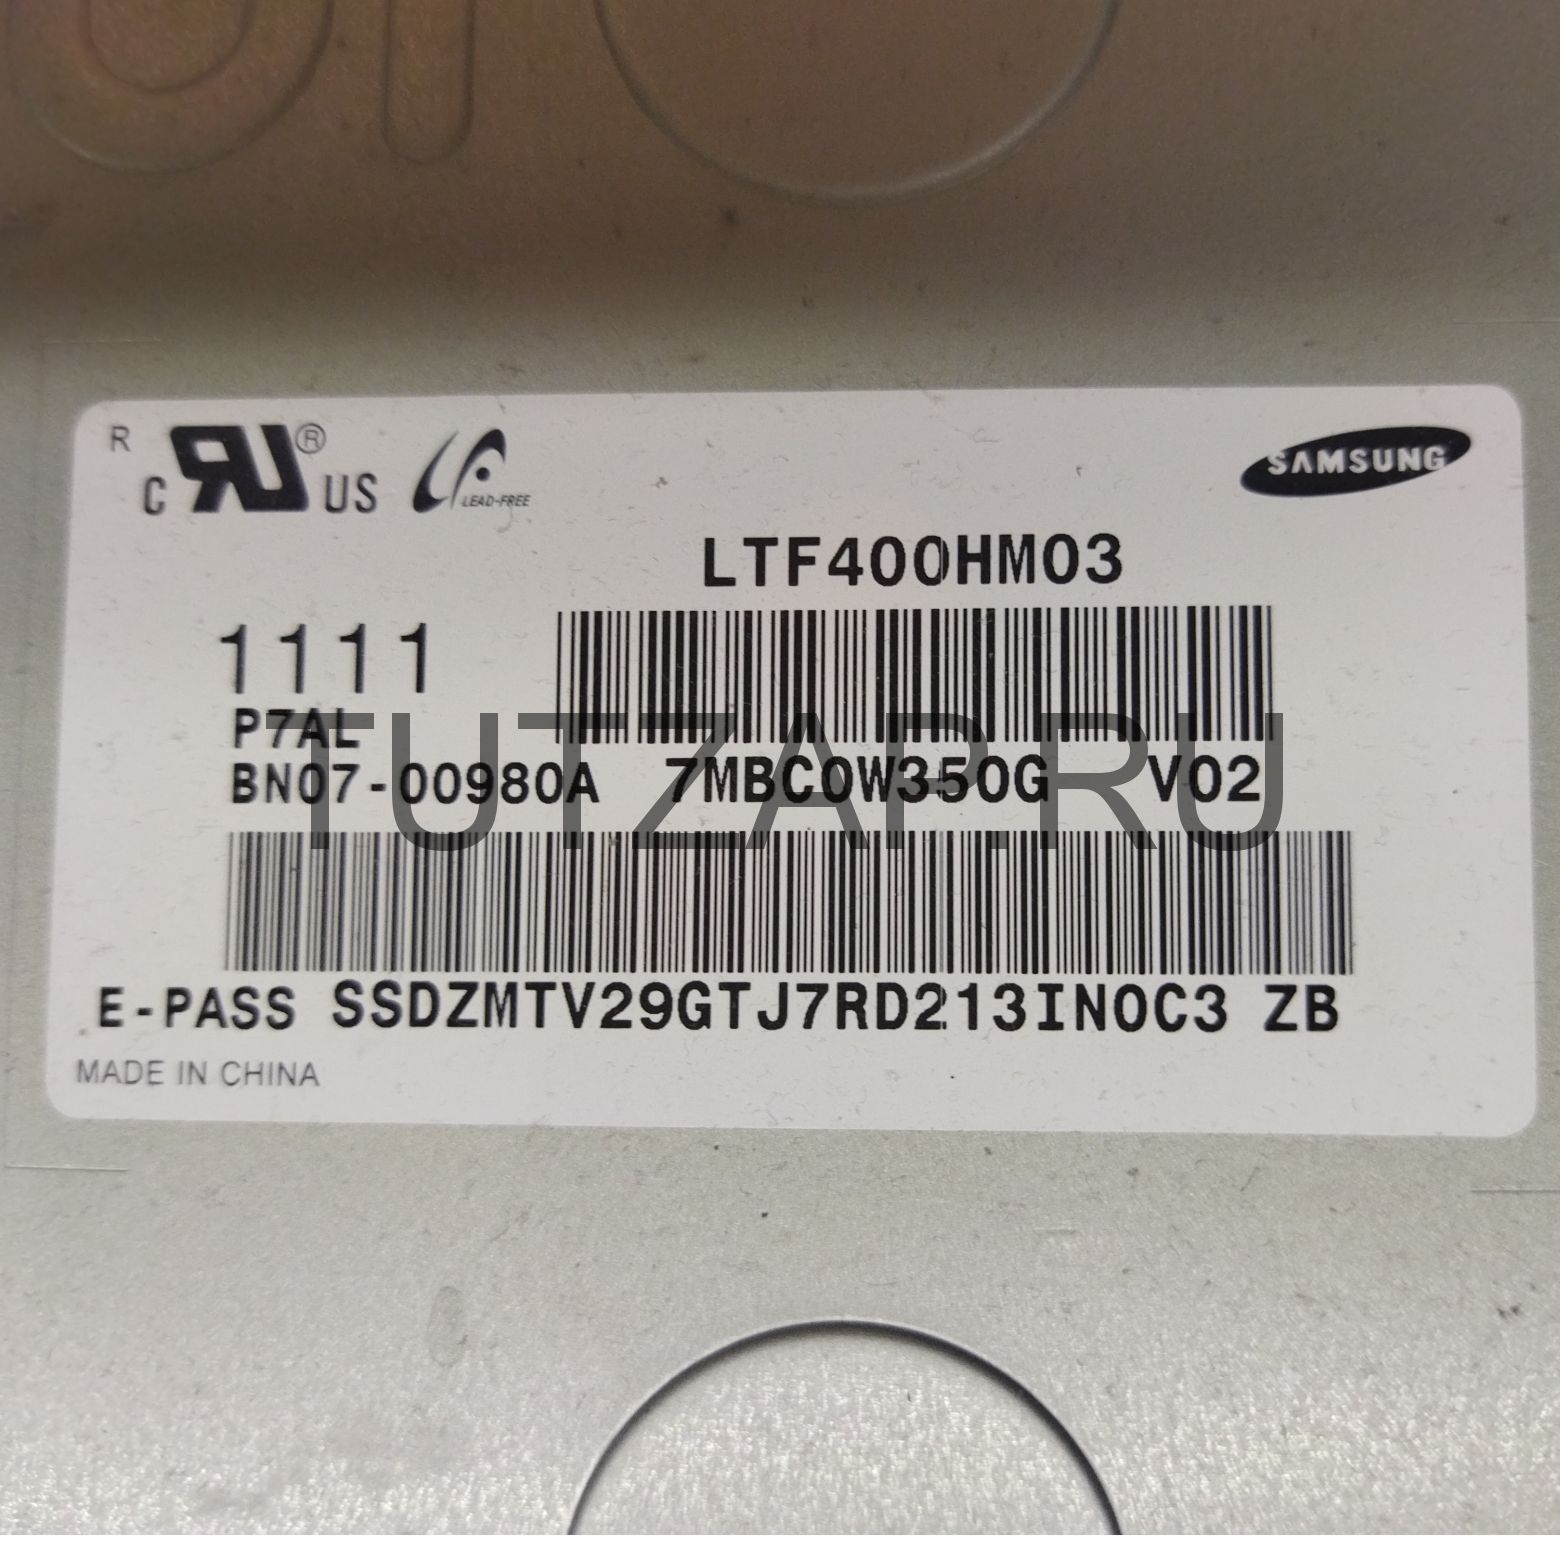 R
C RU ® US LEAD-FREE
SAMSUNG
LTF400HM03
1111
P7AL
BN07-00980A 7MBC0W350G V02
TUTZAP.RU
E-PASS SSDZMTV29GTJ7RD213IN0C3 ZB
MADE IN CHINA